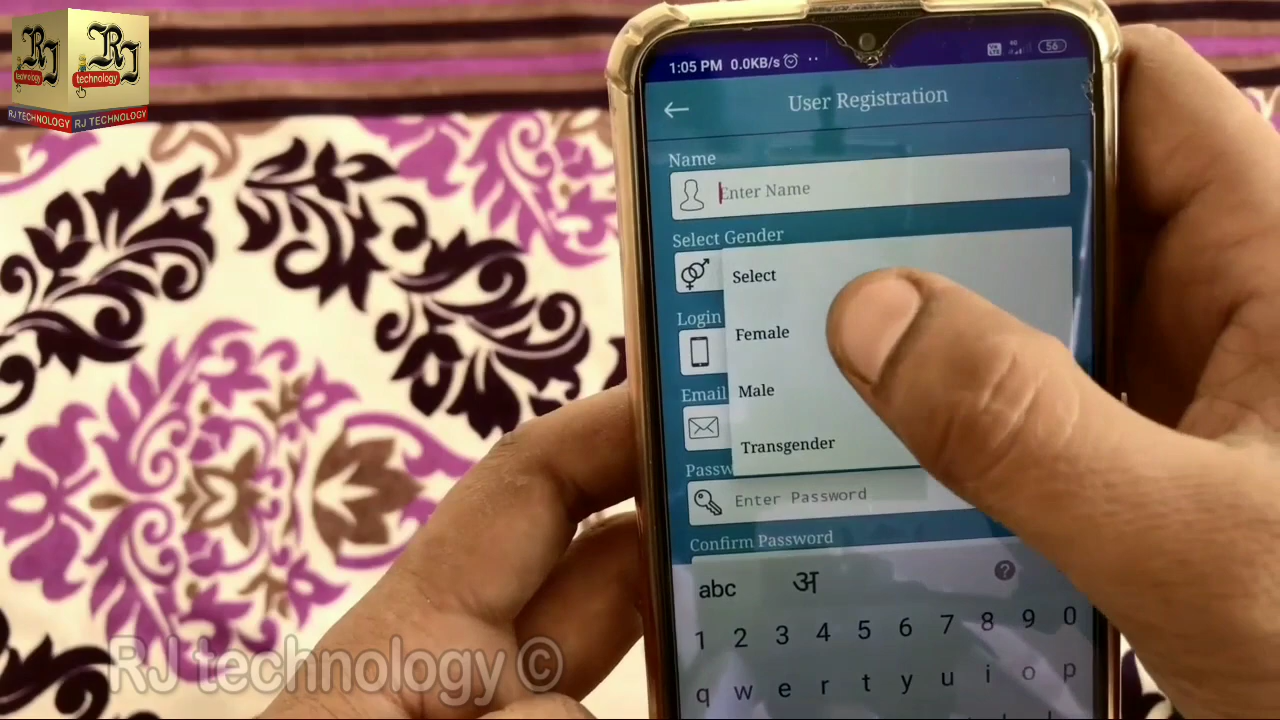 RJ
technology
RJ
technology
RJ TECHNOLOGY
RJ TECHNOLOGY
1:05 PM 0.0KB/s
4G
56
User Registration
Name
Enter Name
Select Gender
Select
Female
Login
Male
Email
Transgender
Passw
Enter Password
Confirm Password
abc अ ?
1 2 3 4 5 6 7 8 9 0
q w e r t y u i o p
RJ technology ©